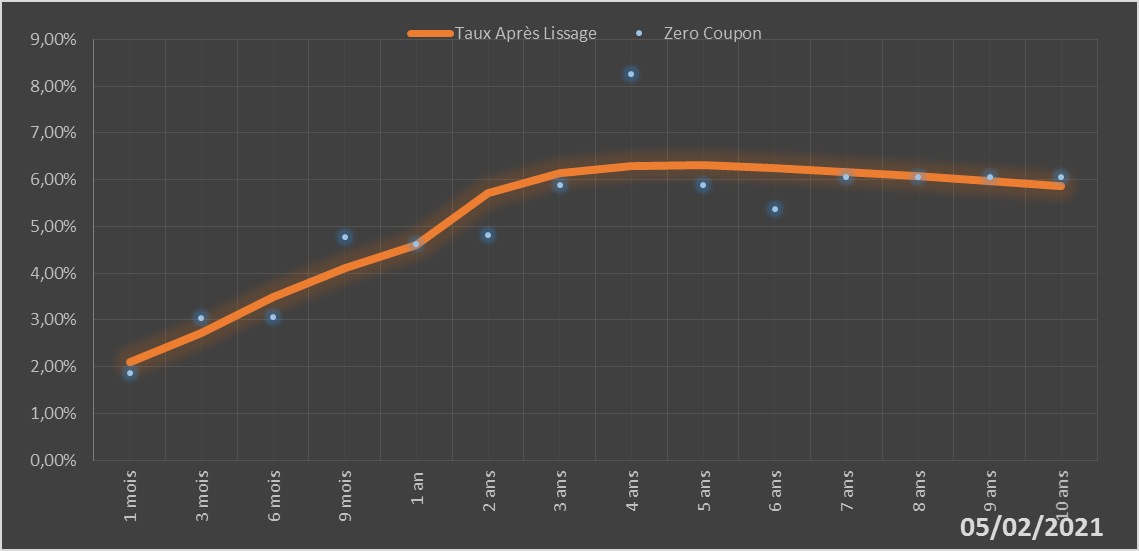 Taux Après Lissage
Zero Coupon
9,00%
8,00%
7,00%
6,00%
5,00%
4,00%
3,00%
2,00%
1,00%
0,00%
1 mois
3 mois
6 mois
9 mois
1 an
2 ans
3 ans
4 ans
5 ans
6 ans
7 ans
8 ans
9 ans
10 ans
05/02/2021